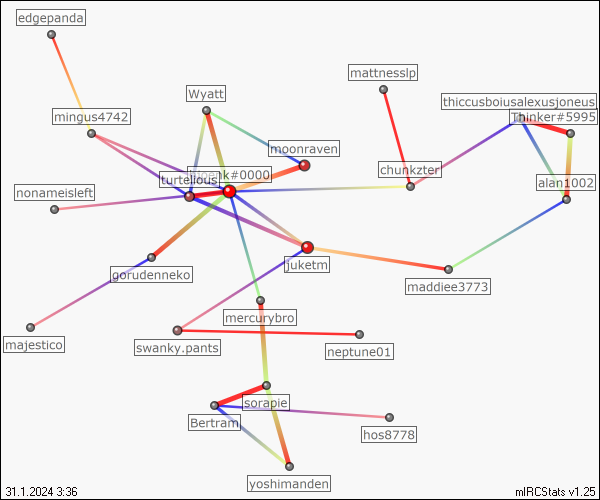 edgepanda
mattnesslp
Wyatt
thiccusboiusalexusjoneus
mingus4742
Thinker#5995
moonraven
chunkzter
#0000
turtellous
alan1002
nonameisleft
juketm
gorudenneko
maddiee3773
mercurybro
majestico
swanky.pants
neptune01
sorapie
Bertram
hos8778
yoshimanden
31.1.2024 3:36
mIRCStats v1.25